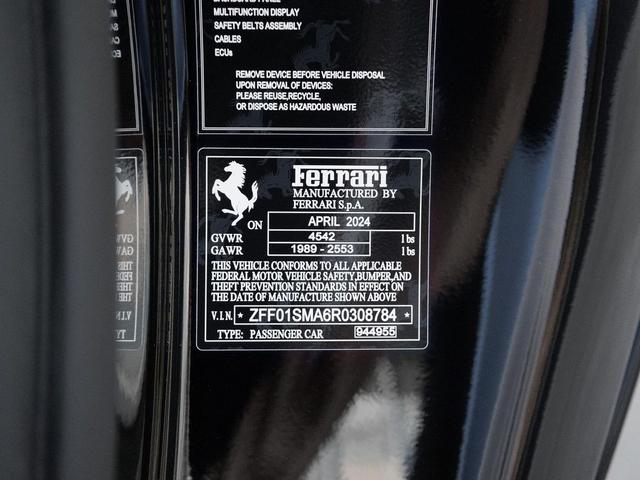 MULTIFUNCTION DISPLAY
SAFETY BELTS ASSEMBLY
CABLES
ECUs
REMOVE DEVICE BEFORE VEHICLE DISPOSAL
UPON REMOVAL OF DEVICES:
PLEASE REUSE,RECYCLE,
OR DISPOSE AS HAZARDOUS WASTE
Ferrari
MANUFACTURED BY
FERRARI S.p.A.
ON APRIL 2024
GVWR 4542 lbs
GAWR 1989 - 2553 lbs
THIS VEHICLE CONFORMS TO ALL APPLICABLE
FEDERAL MOTOR VEHICLE SAFETY,BUMPER,AND
THEFT PREVENTION STANDARDS IN EFFECT ON
THE DATE OF MANUFACTURE SHOWN ABOVE
V.I.N. * ZFF01SMA6R0308784 *
TYPE: PASSENGER CAR 944955